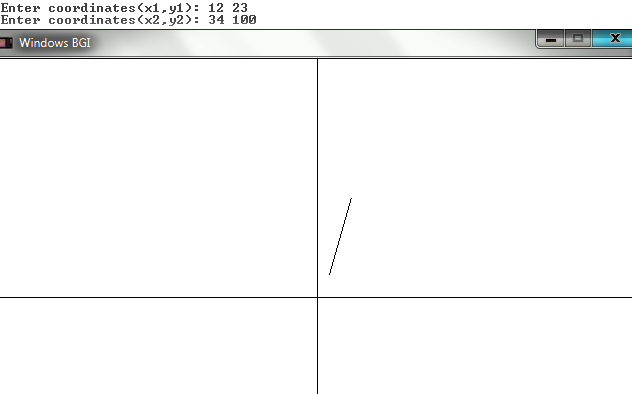 Enter coordinates(x1,y1): 12 23
Enter coordinates(x2,y2): 34 100
Windows BGI